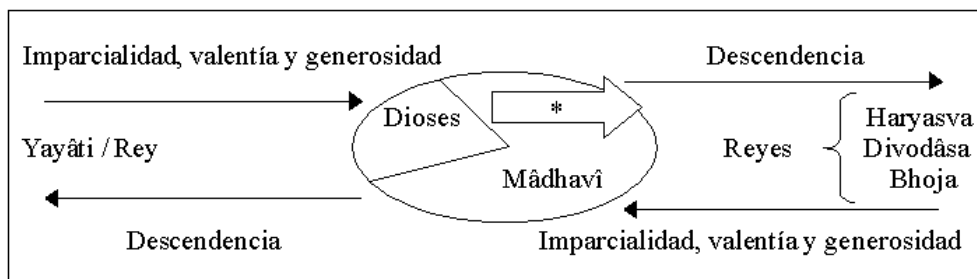 Imparcialidad, valentía y generosidad
Descendencia
Dioses
*
Yayâti / Rey
Mâdhavî
Reyes
Haryasva
Divodâsa
Bhoja
Descendencia
Imparcialidad, valentía y generosidad